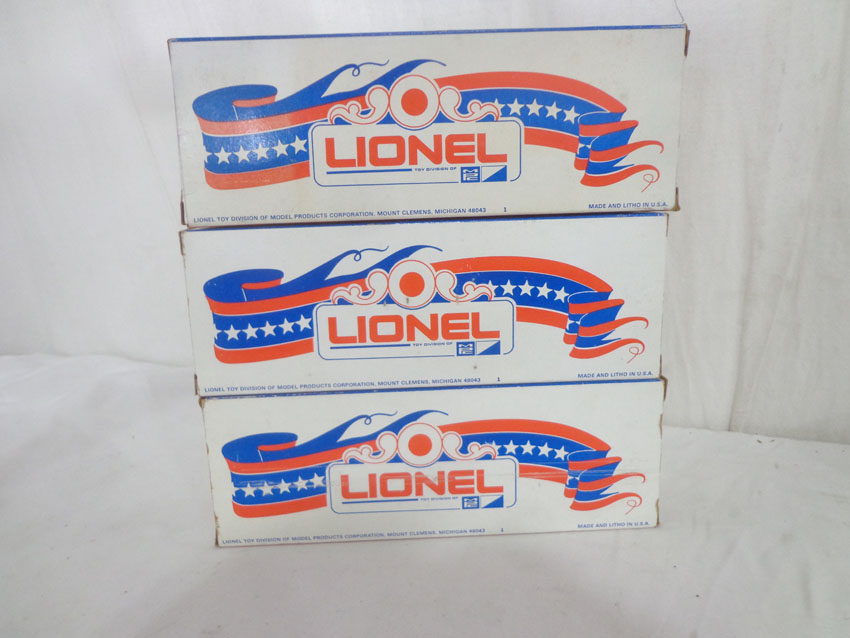 LIONEL
TOY DIVISION OF MPC
LIONEL TOY DIVISION OF MODEL PRODUCTS CORPORATION, MOUNT CLEMENS, MICHIGAN 48043 1 MADE AND LITHO IN U.S.A.
LIONEL
TOY DIVISION OF MPC
LIONEL TOY DIVISION OF MODEL PRODUCTS CORPORATION, MOUNT CLEMENS, MICHIGAN 48043 1 MADE AND LITHO IN U.S.A.
LIONEL
TOY DIVISION OF MPC
LIONEL TOY DIVISION OF MODEL PRODUCTS CORPORATION, MOUNT CLEMENS, MICHIGAN 48043 1 MADE AND LITHO IN U.S.A.